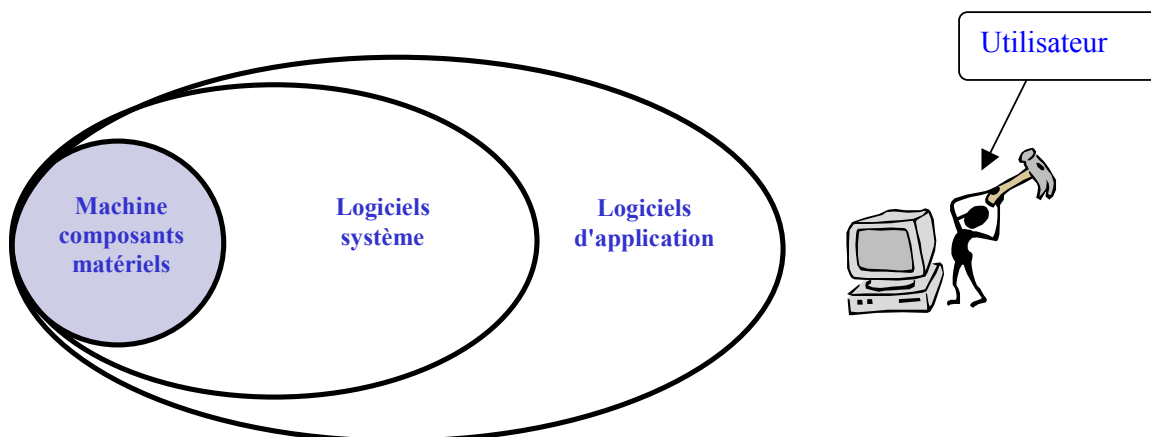 Utilisateur
Machine
composants
matériels
Logiciels
système
Logiciels
d'application